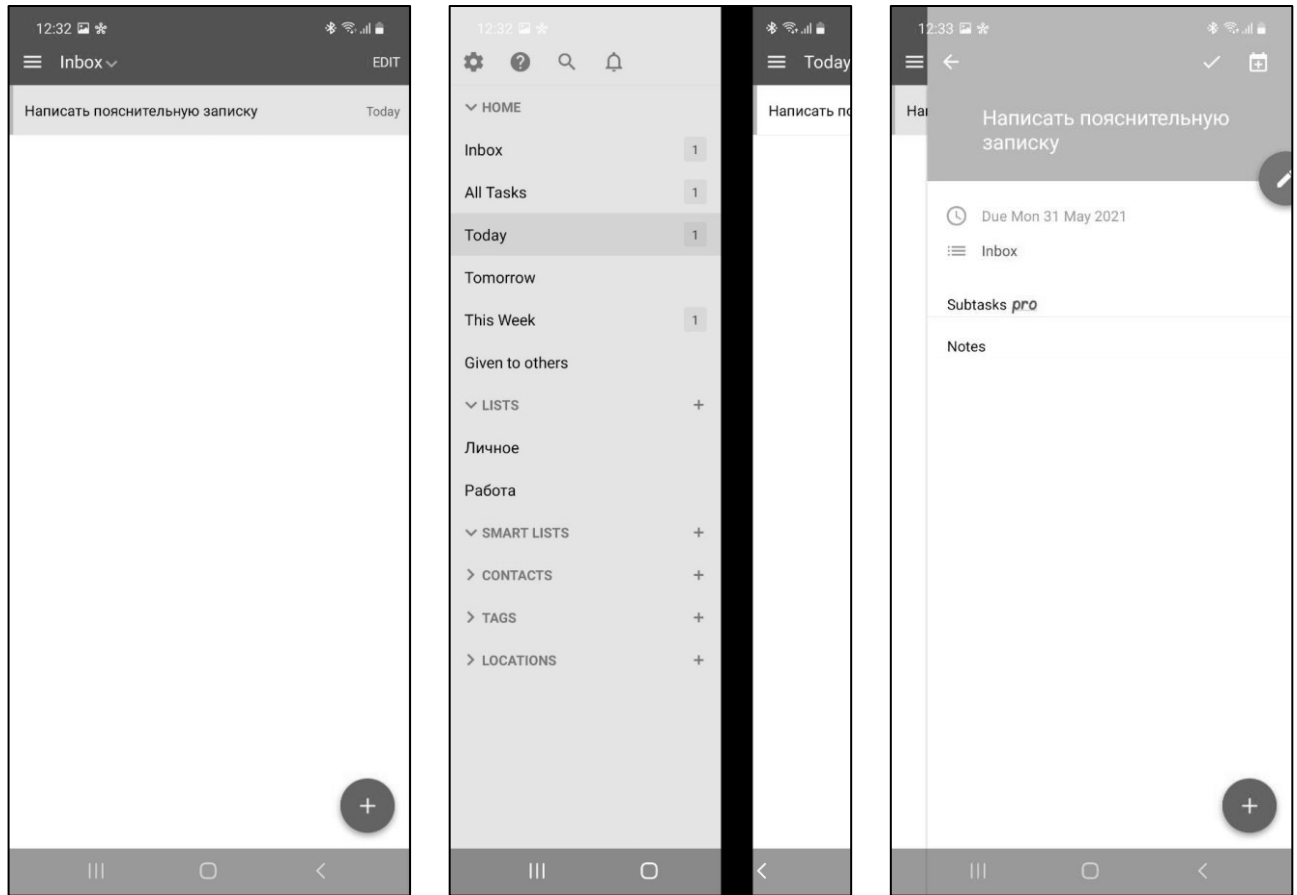 12:32
Inbox
EDIT
Написать пояснительную записку
Today
12:32
HOME
Inbox 1
All Tasks 1
Today 1
Tomorrow
This Week 1
Given to others
LISTS +
Личное
Работа
SMART LISTS +
CONTACTS +
TAGS +
LOCATIONS +
Today
Написать по
12:33
На
Написать пояснительную
записку
Due Mon 31 May 2021
Inbox
Subtasks pro
Notes